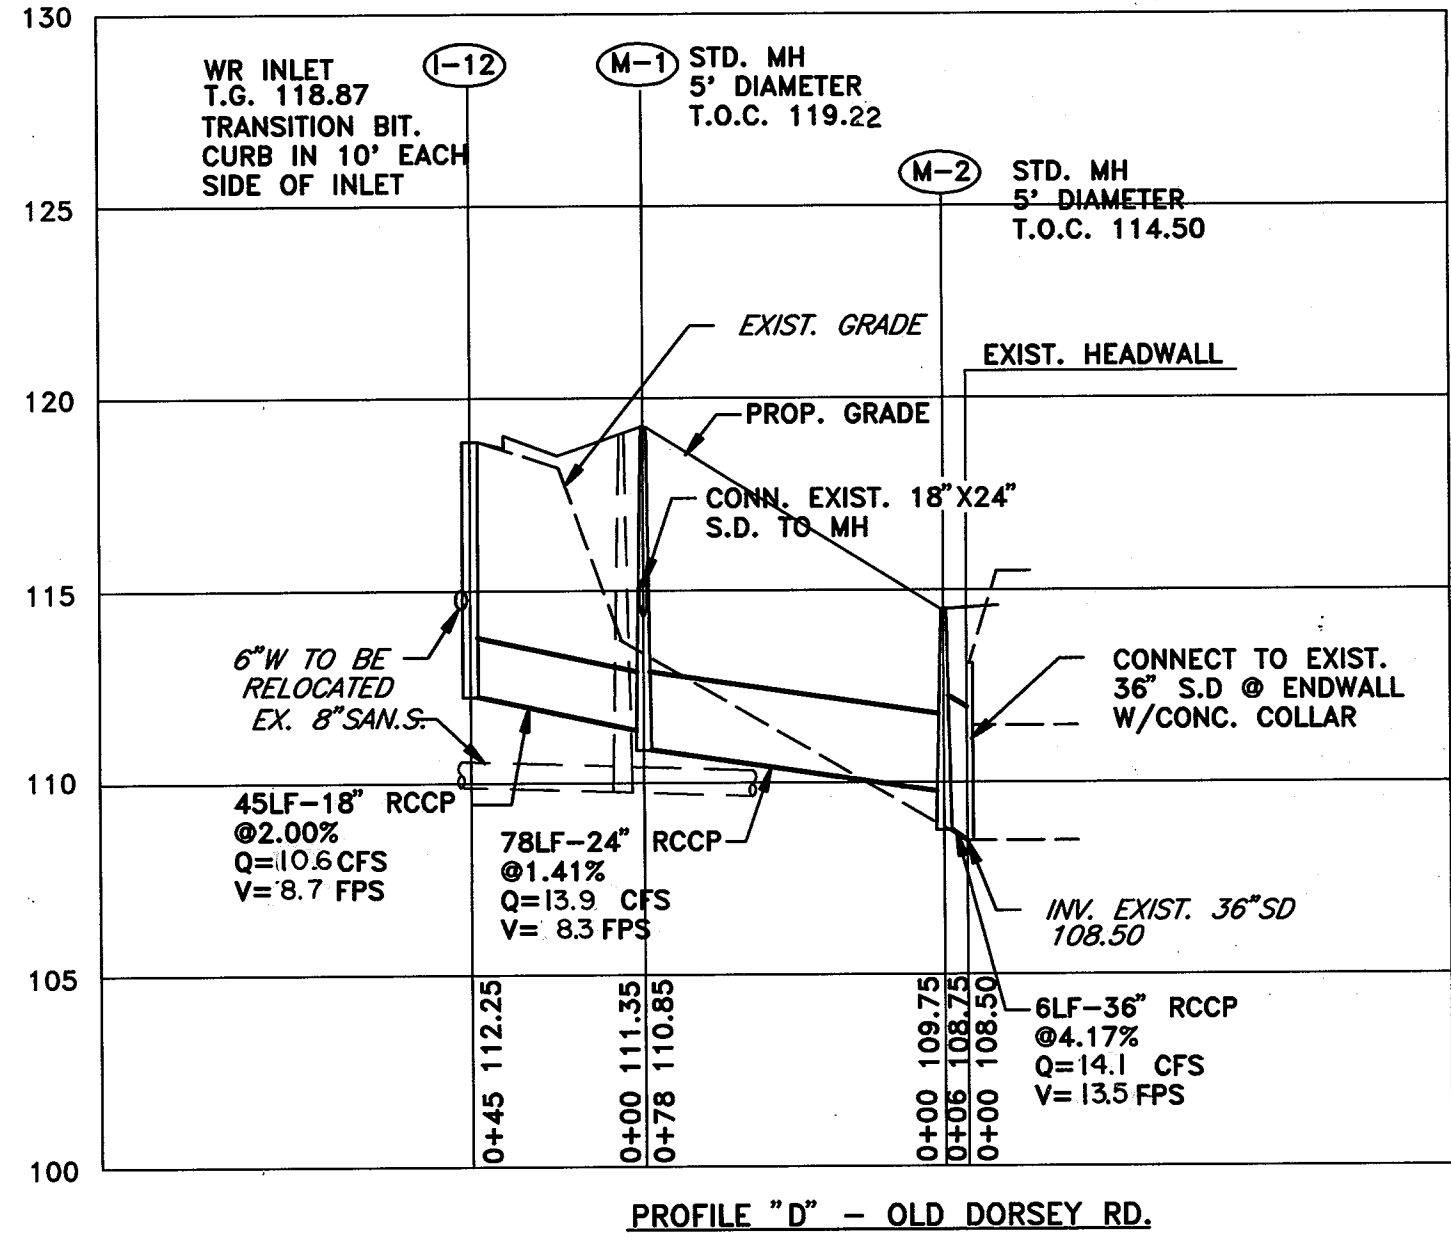 130
125
120
115
110
105
100
WR INLET
T.G. 118.87
TRANSITION BIT.
CURB IN 10' EACH
SIDE OF INLET
I-12
M-1
STD. MH
5' DIAMETER
T.O.C. 119.22
M-2
STD. MH
5' DIAMETER
T.O.C. 114.50
EXIST. GRADE
EXIST. HEADWALL
PROP. GRADE
CONN. EXIST. 18"X24"
S.D. TO MH
6"W TO BE
RELOCATED
EX. 8"SAN.S.
CONNECT TO EXIST.
36" S.D @ ENDWALL
W/CONC. COLLAR
45LF-18" RCCP
@2.00%
Q=10.6 CFS
V= 8.7 FPS
78LF-24" RCCP
@1.41%
Q=13.9 CFS
V= 8.3 FPS
INV. EXIST. 36"SD
108.50
6LF-36" RCCP
@4.17%
Q=14.1 CFS
V= 13.5 FPS
0+45 112.25
0+00 111.35
0+78 110.85
0+00 109.75
0+06 108.75
0+00 108.50
PROFILE "D" - OLD DORSEY RD.